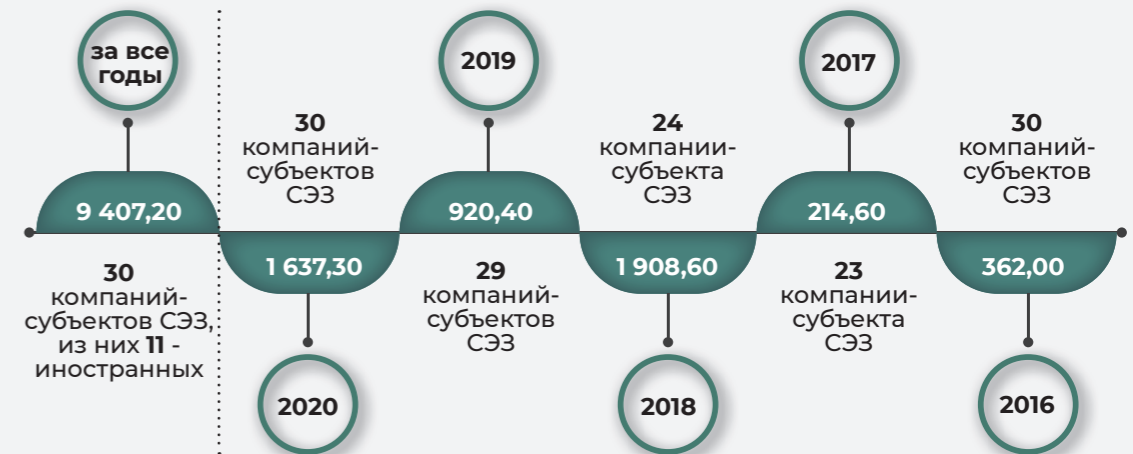 за все
годы
9 407,20
30
компаний-
субъектов СЭЗ,
из них 11 -
иностранных
30
компаний-
субъектов
СЭЗ
1 637,30
2020
2019
920,40
29
компаний-
субъектов
СЭЗ
24
компании-
субъекта
СЭЗ
1 908,60
2018
2017
214,60
23
компании-
субъекта
СЭЗ
30
компаний-
субъектов
СЭЗ
362,00
2016